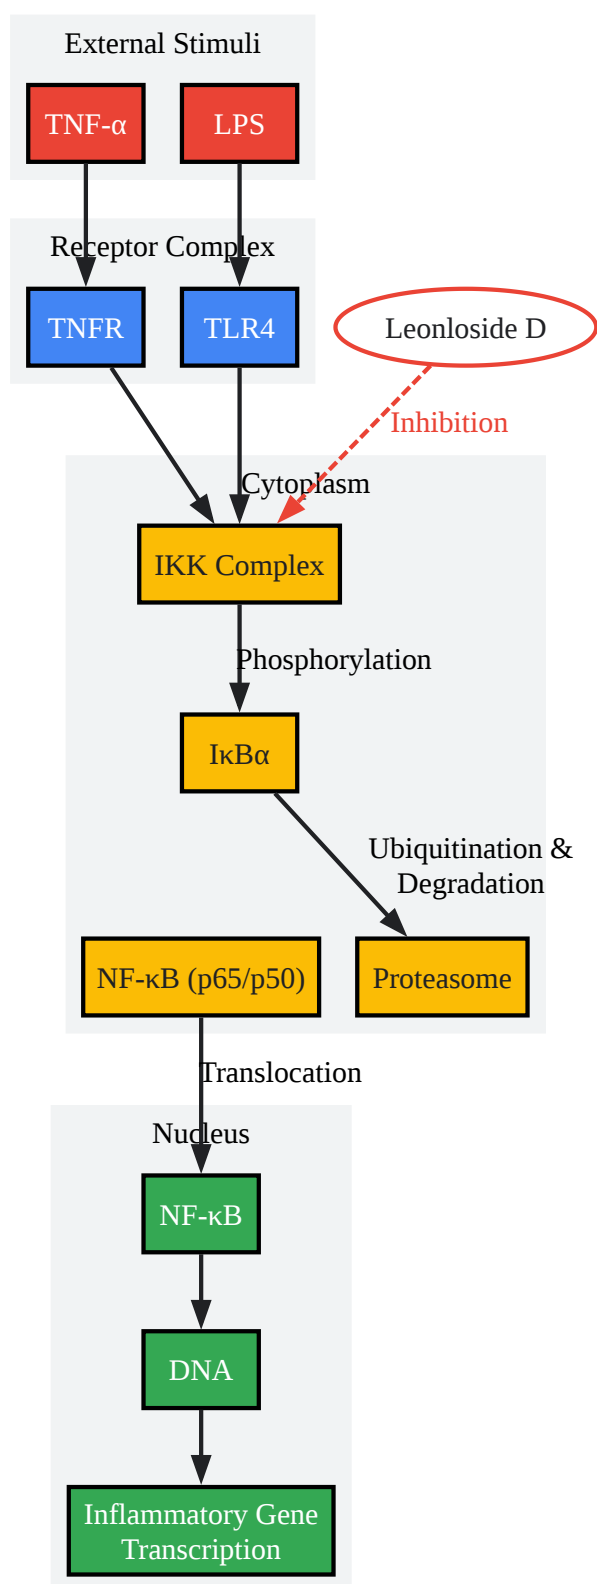 External Stimuli
TNF-α
LPS
Receptor Complex
TNFR
TLR4
Leonloside D
Inhibition
Cytoplasm
IKK Complex
Phosphorylation
IκBα
Ubiquitination &
Degradation
NF-κB (p65/p50)
Proteasome
Translocation
Nucleus
NF-κB
DNA
Inflammatory Gene
Transcription